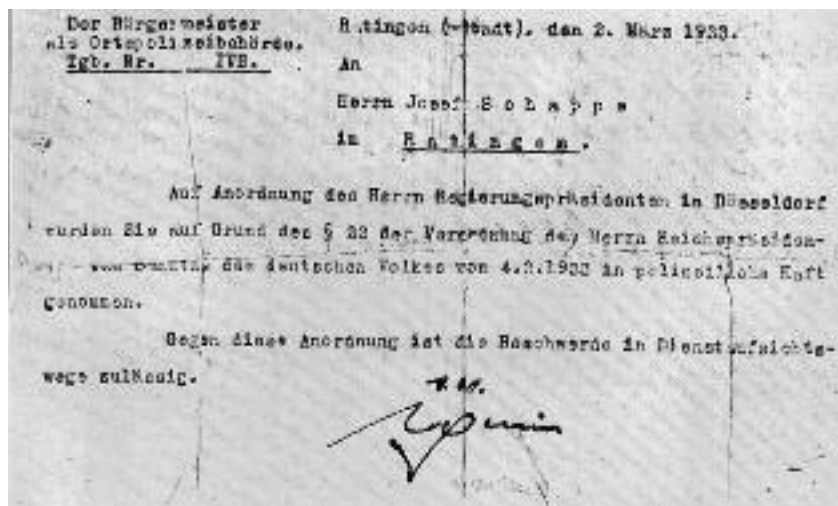 Der Bürgermeister
als Ortspolizeibehörde.
Tgb. Nr. IVB.
Ratingen (-Stadt), den 2. März 1933.
An
Herrn Josef Schappe
in Ratingen.
Auf Anordnung des Herrn Regierungspräsidenten in Düsseldorf
wurden Sie auf Grund des § 22 der Verordnung des Herrn Reichspräsiden-
des deutschen Volkes vom 4.2.1933 in polizeiliche Haft
genommen.
Gegen diese Anordnung ist die Beschwerde im Dienstaufsichts-
wege zulässig.